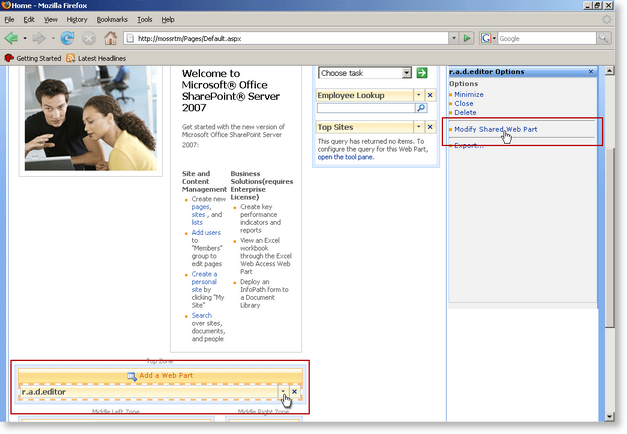 Home - Mozilla Firefox
File Edit View History Bookmarks Tools Help
http://mossrtm/Pages/Default.aspx
Google
Getting Started Latest Headlines
Welcome to
Microsoft® Office
SharePoint® Server
2007
Get started with the new version of
Microsoft Office SharePoint Server
2007:
Site and
Content
Management
Create new
pages,
sites , and
lists
Add users
to
"Members"
group to
edit pages
Create a
personal
site by
clicking "My
Site"
Search
over sites,
documents,
and people
Business
Solutions(requires
Enterprise
License)
Create key
performance
indicators and
reports
View an Excel
workbook
through the Excel
Web Access Web
Part
Deploy an
InfoPath form to
a Document
Library
Choose task
Employee Lookup
Top Sites
This query has returned no items. To
configure the query for this Web Part,
open the tool pane.
r.a.d.editor Options
Options
Minimize
Close
Delete
Modify Shared Web Part
Export...
Top Zone
Add a Web Part
r.a.d.editor
Middle Left Zone Middle Right Zone